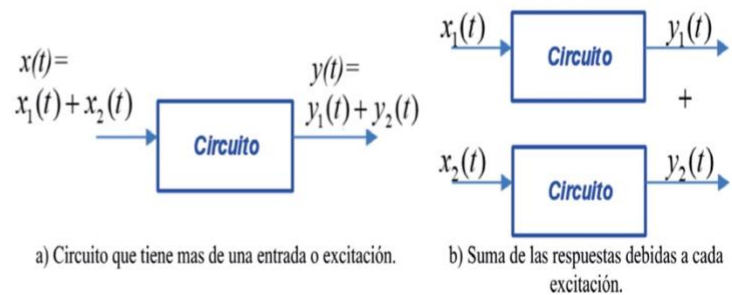 x(t)=
x₁(t)+x₂(t)
Circuito
y(t)=
y₁(t)+y₂(t)
a) Circuito que tiene mas de una entrada o excitación.
x₁(t)
Circuito
y₁(t)
+
x₂(t)
Circuito
y₂(t)
b) Suma de las respuestas debidas a cada
excitación.